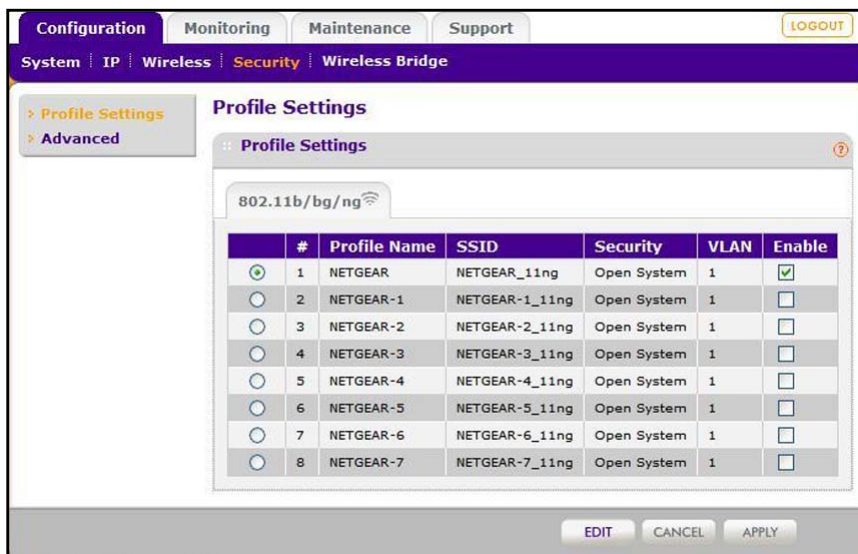 Configuration Monitoring Maintenance Support LOGOUT
System IP Wireless Security Wireless Bridge
Profile Settings
Advanced
Profile Settings
Profile Settings ?
802.11b/bg/ng
# Profile Name SSID Security VLAN Enable
1 NETGEAR NETGEAR_11ng Open System 1
2 NETGEAR-1 NETGEAR-1_11ng Open System 1
3 NETGEAR-2 NETGEAR-2_11ng Open System 1
4 NETGEAR-3 NETGEAR-3_11ng Open System 1
5 NETGEAR-4 NETGEAR-4_11ng Open System 1
6 NETGEAR-5 NETGEAR-5_11ng Open System 1
7 NETGEAR-6 NETGEAR-6_11ng Open System 1
8 NETGEAR-7 NETGEAR-7_11ng Open System 1
EDIT CANCEL APPLY